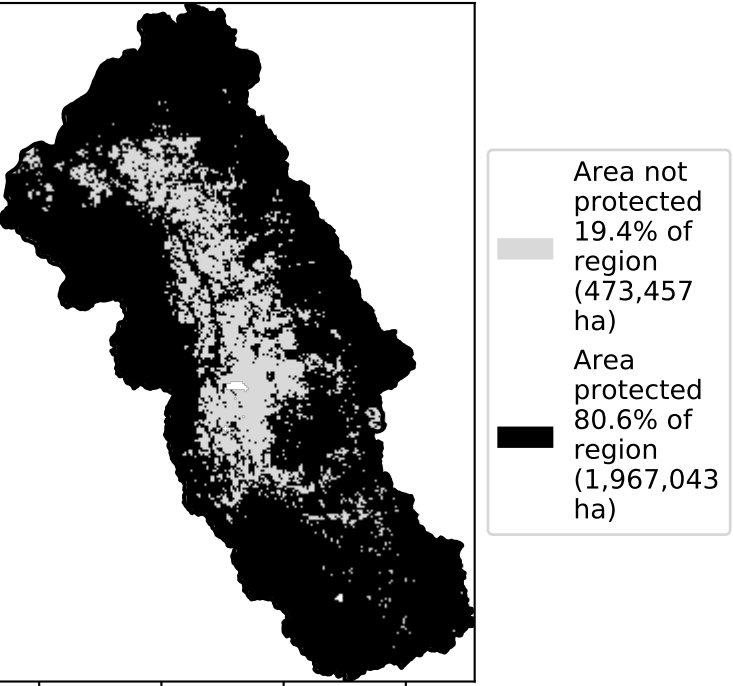 Area not
protected
19.4% of
region
(473,457
ha)
Area
protected
80.6% of
region
(1,967,043
ha)